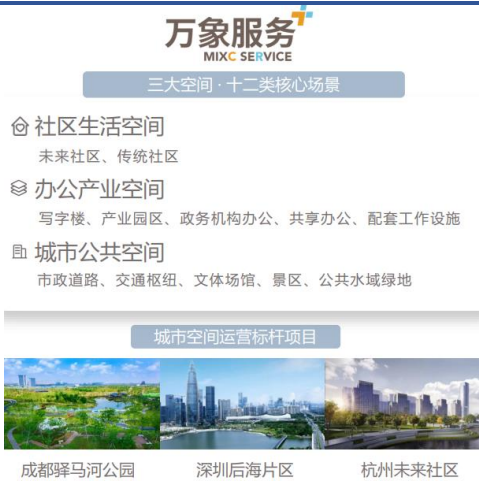 万象服务
MIXC SERVICE
三大空间·十二类核心场景
社区生活空间
未来社区、传统社区
办公产业空间
写字楼、产业园区、政务机构办公、共享办公、配套工作设施
城市公共空间
市政道路、交通枢纽、文体场馆、景区、公共水域绿地
城市空间运营标杆项目
成都驿马河公园 深圳后海片区 杭州未来社区